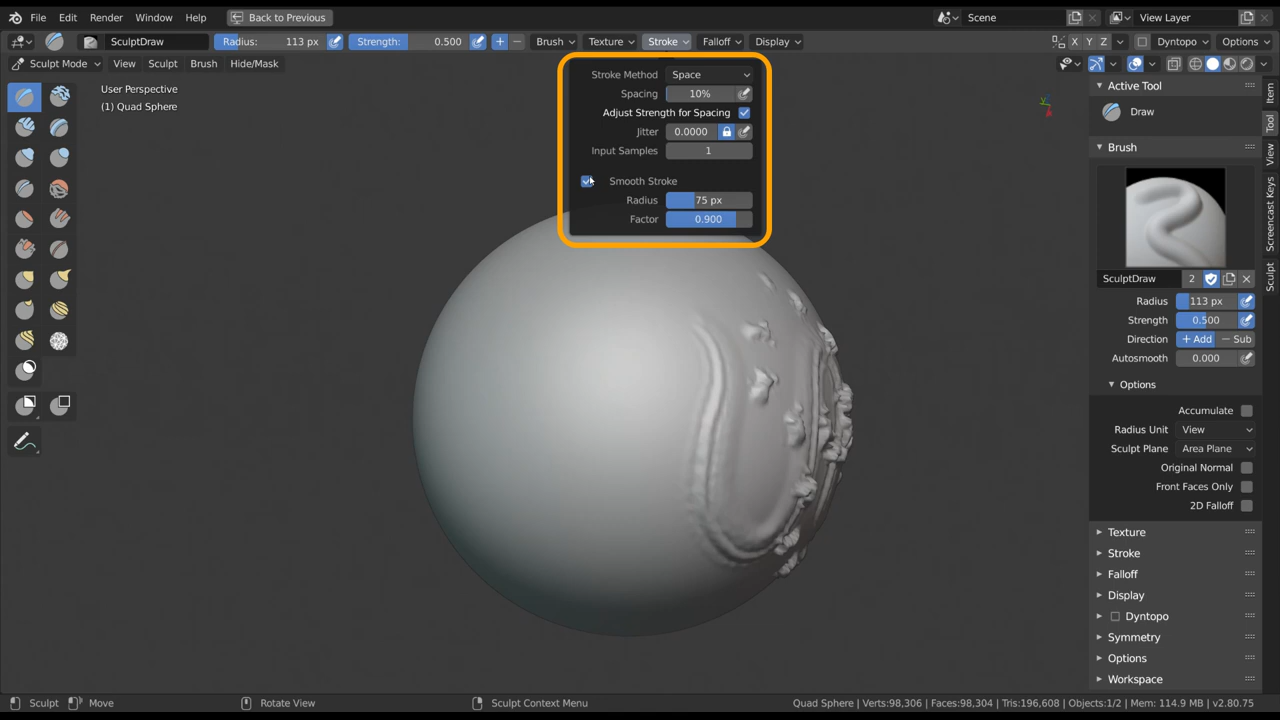 File Edit Render Window Help Back to Previous Scene View Layer
SculptDraw Radius: 113 px Strength: 0.500 Brush Texture Stroke Falloff Display X Y Z Dyntopo Options
Sculpt Mode View Sculpt Brush Hide/Mask
User Perspective
(1) Quad Sphere
Stroke Method Space
Spacing 10%
Adjust Strength for Spacing
Jitter 0.0000
Input Samples 1
Smooth Stroke
Radius 75 px
Factor 0.900
Y
Active Tool
Draw
Brush
SculptDraw 2
Radius 113 px
Strength 0.500
Direction + Add − Sub
Autosmooth 0.000
Options
Accumulate
Radius Unit View
Sculpt Plane Area Plane
Original Normal
Front Faces Only
2D Falloff
Texture
Stroke
Falloff
Display
Dyntopo
Symmetry
Options
Workspace
Item
Tool
View
Screencast Keys
Sculpt
Sculpt Move Rotate View Sculpt Context Menu Quad Sphere | Verts:98,306 | Faces:98,304 | Tris:196,608 | Objects:1/2 | Mem: 114.9 MB | v2.80.75